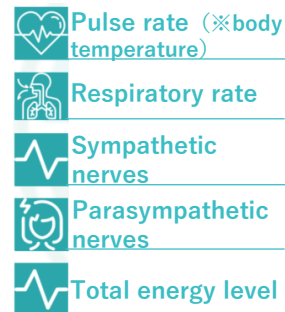 Pulse rate（※body
temperature）
Respiratory rate
Sympathetic
nerves
Parasympathetic
nerves
Total energy level